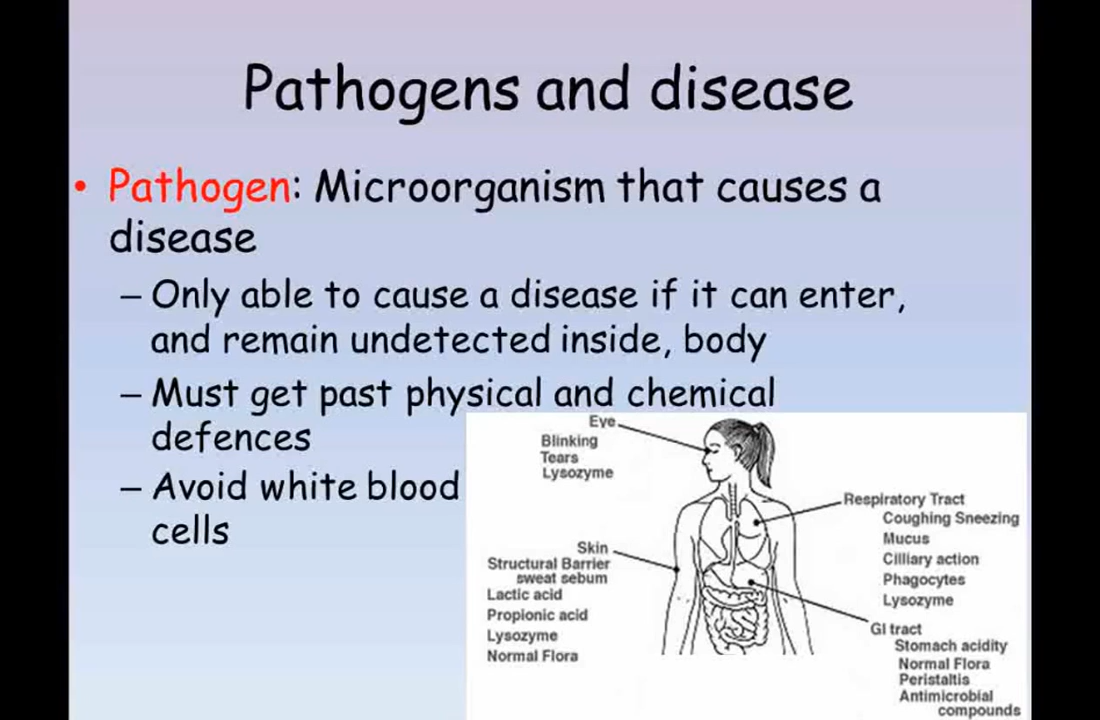 Pathogens and disease
• Pathogen: Microorganism that causes a
disease
– Only able to cause a disease if it can enter,
and remain undetected inside, body
– Must get past physical and chemical
defences
– Avoid white blood
cells
Eye
Blinking
Tears
Lysozyme
Skin
Structural Barrier
sweat sebum
Lactic acid
Propionic acid
Lysozyme
Normal Flora
Respiratory Tract
Coughing Sneezing
Mucus
Cilliary action
Phagocytes
Lysozyme
GI tract
Stomach acidity
Normal Flora
Peristaltis
Antimicrobial
compounds